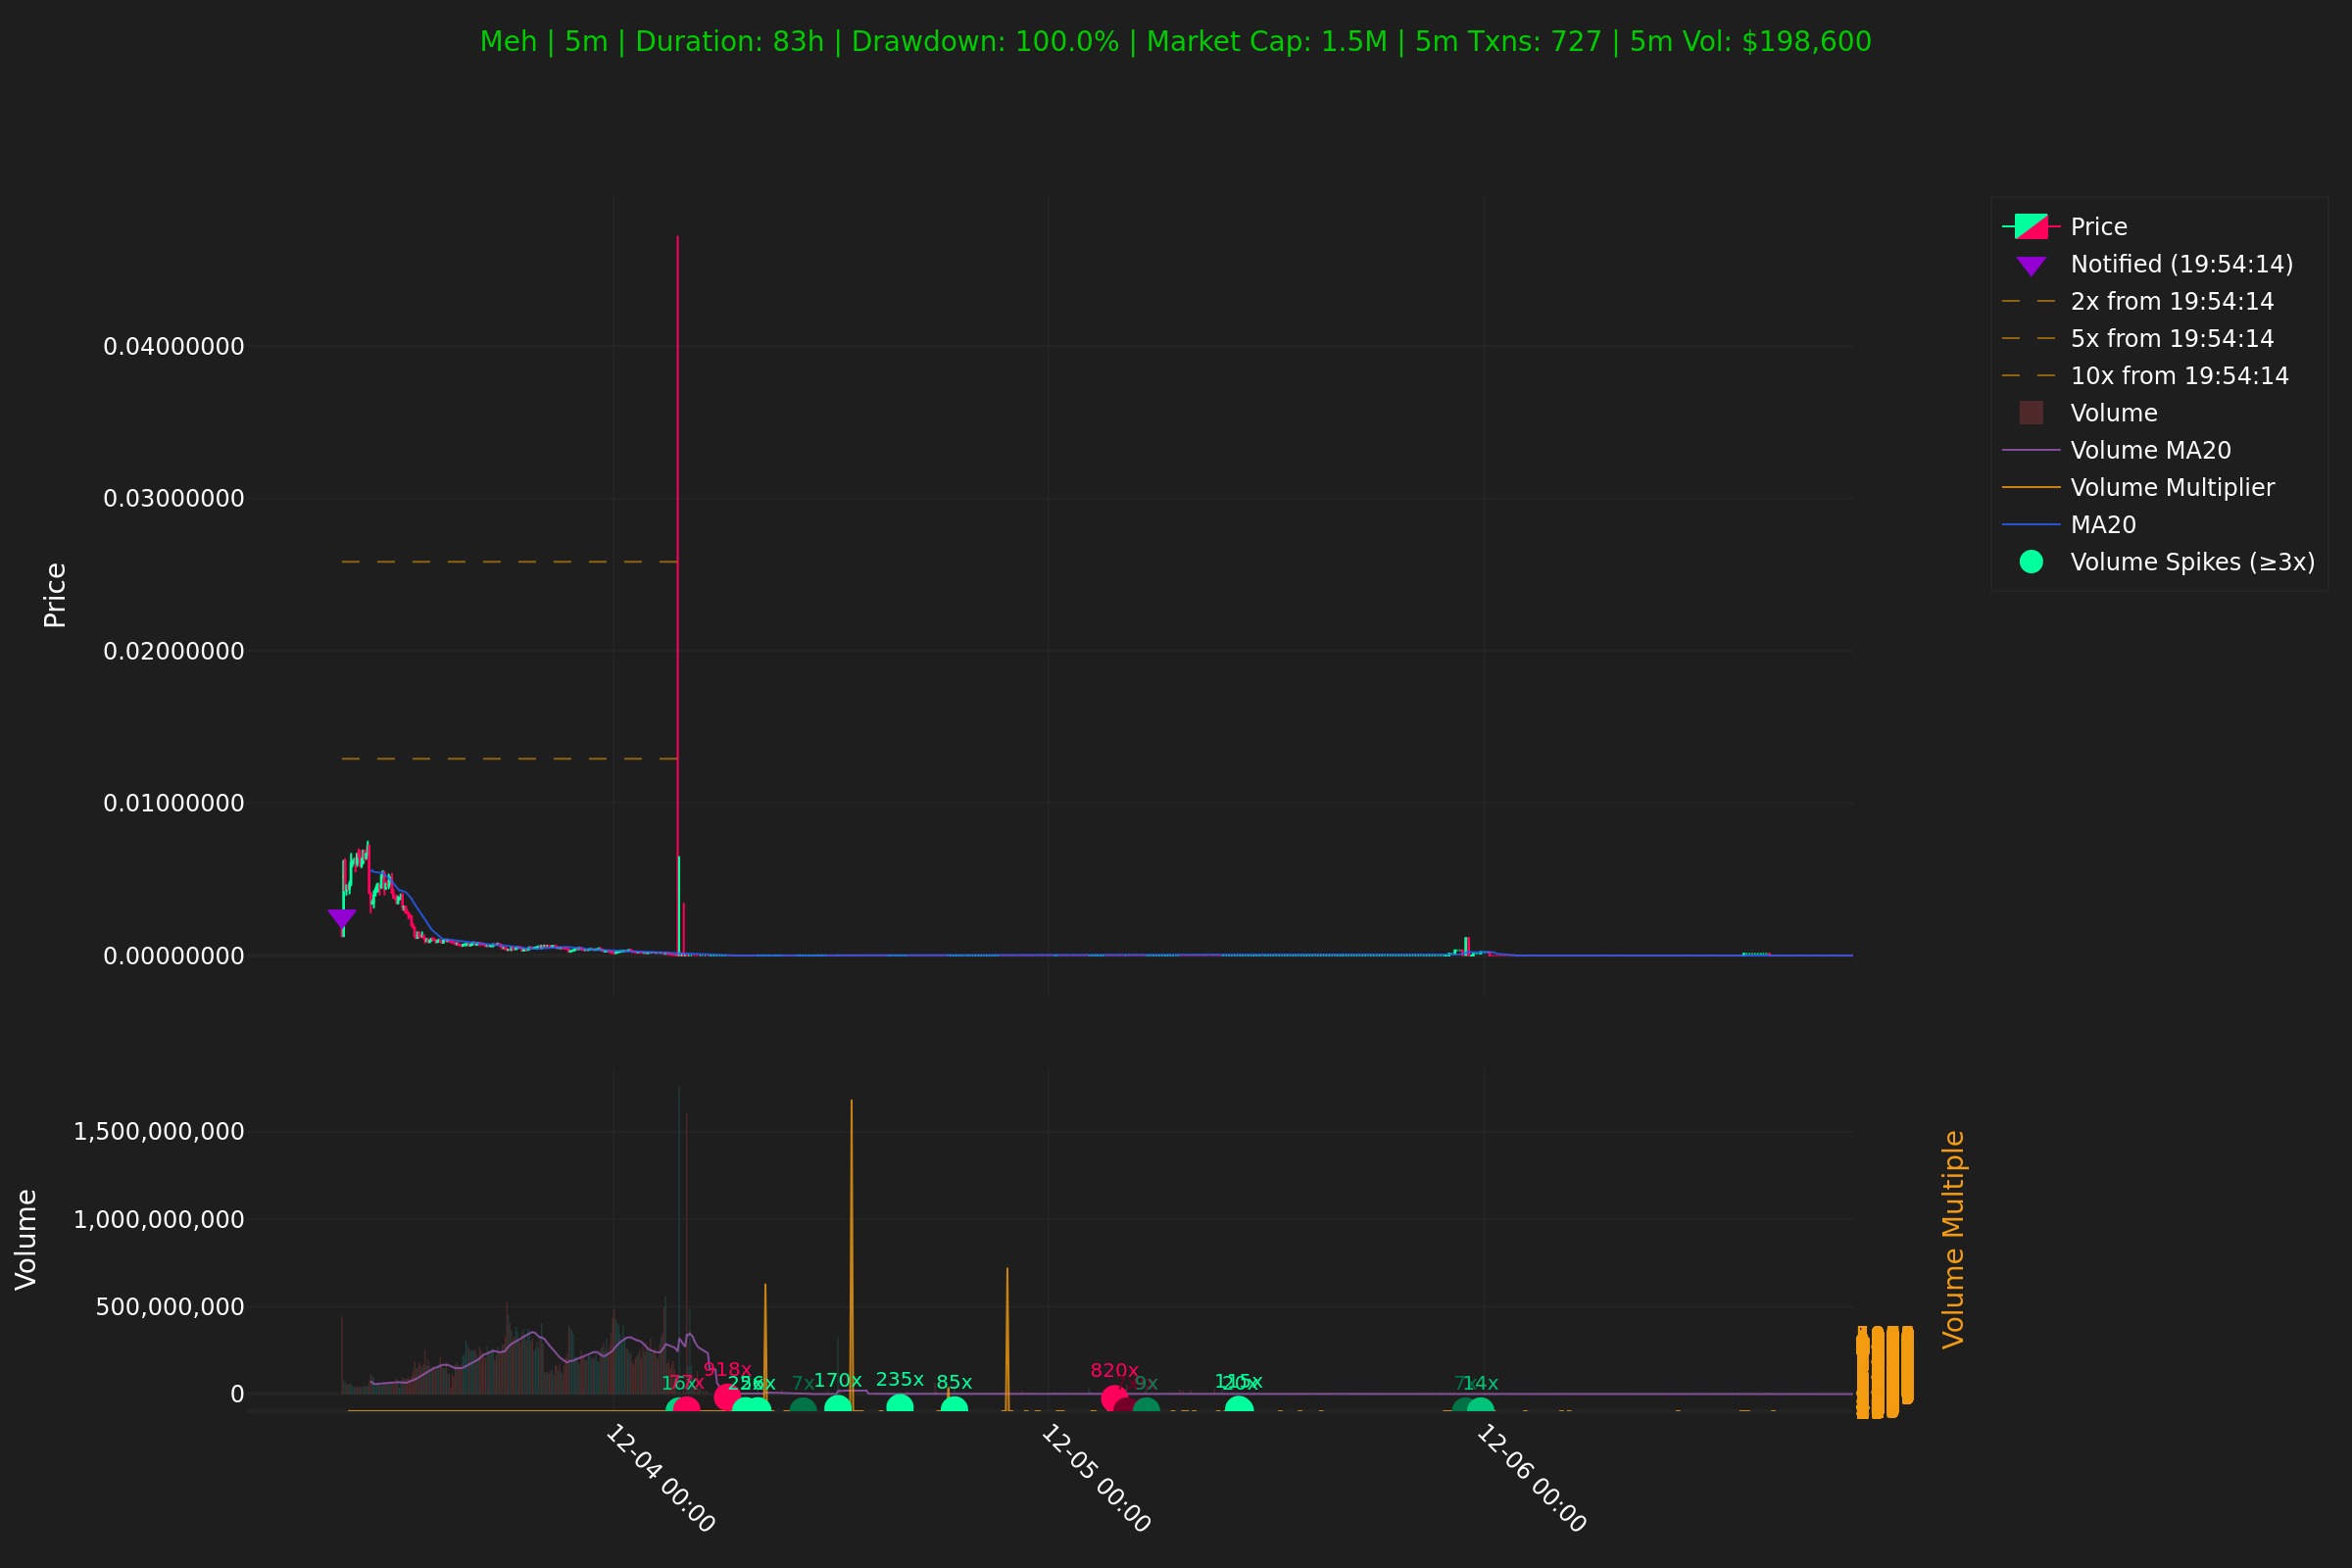 Meh | 5m | Duration: 83h | Drawdown: 100.0% | Market Cap: 1.5M | 5m Txns: 727 | 5m Vol: $198,600
Price
0.04000000
0.03000000
0.02000000
0.01000000
0.00000000
Price
Notified (19:54:14)
2x from 19:54:14
5x from 19:54:14
10x from 19:54:14
Volume
Volume MA20
Volume Multiplier
MA20
Volume Spikes (≥3x)
Volume
1,500,000,000
1,000,000,000
500,000,000
0
16x
918x
7x
170x
235x
85x
820x
9x
115x
20x
14x
Volume Multiple
12-04 00:00
12-05 00:00
12-06 00:00